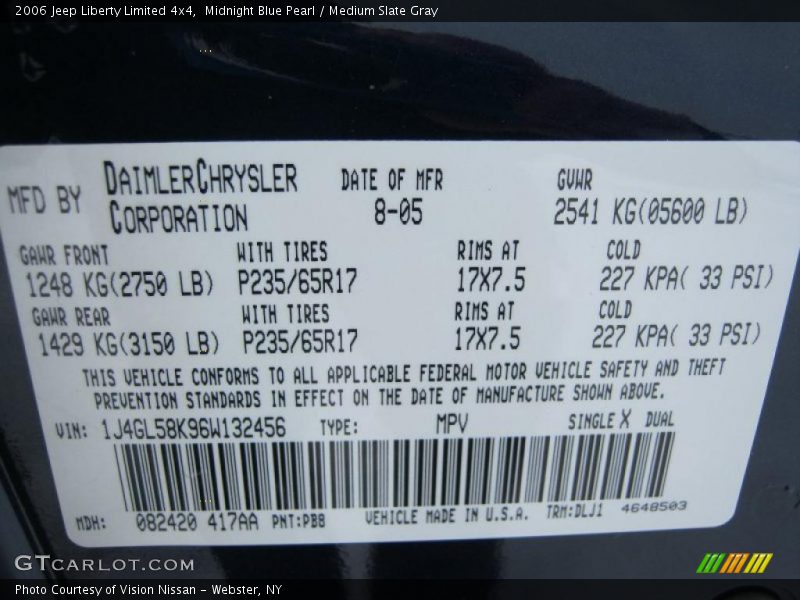 2006 Jeep Liberty Limited 4x4,  Midnight Blue Pearl / Medium Slate Gray
MFD BY DAIMLERCHRYSLER CORPORATION DATE OF MFR 8-05 GVWR 2541 KG(05600 LB)
GAWR FRONT WITH TIRES RIMS AT COLD
1248 KG(2750 LB) P235/65R17 17X7.5 227 KPA( 33 PSI)
GAWR REAR WITH TIRES RIMS AT COLD
1429 KG(3150 LB) P235/65R17 17X7.5 227 KPA( 33 PSI)
THIS VEHICLE CONFORMS TO ALL APPLICABLE FEDERAL MOTOR VEHICLE SAFETY AND THEFT
PREVENTION STANDARDS IN EFFECT ON THE DATE OF MANUFACTURE SHOWN ABOVE.
VIN: 1J4GL58K96W132456 TYPE: MPV SINGLE X DUAL
MDH: 082420 417AA PNT:PB8 VEHICLE MADE IN U.S.A. TRM:DLJ1 4648503
GTCARLOT.COM
Photo Courtesy of Vision Nissan – Webster, NY